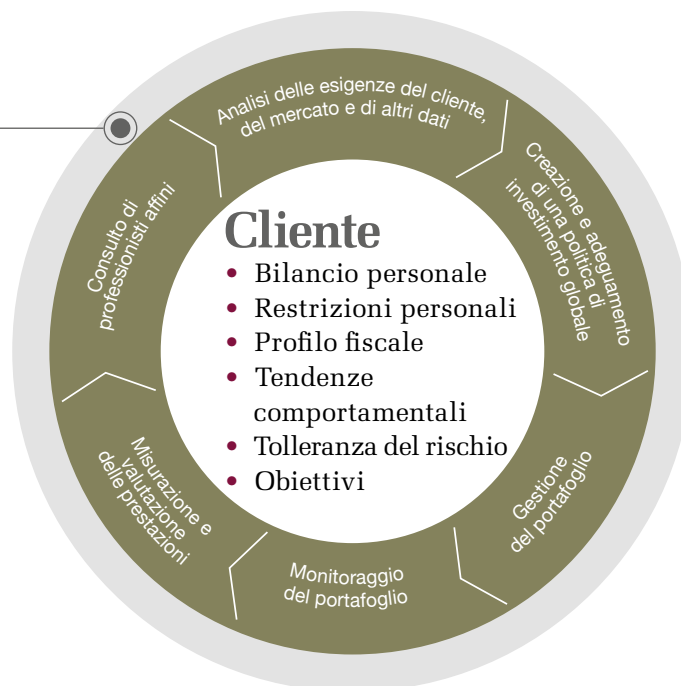 Analisi delle esigenze del cliente,
del mercato e di altri dati
Creazione e adeguamento
di una politica di
investimento globale
Gestione
del portafoglio
Monitoraggio
del portafoglio
Misurazione e
valutazione
delle prestazioni
Consulto di
professionisti affini
Cliente
• Bilancio personale
• Restrizioni personali
• Profilo fiscale
• Tendenze
comportamentali
• Tolleranza del rischio
• Obiettivi